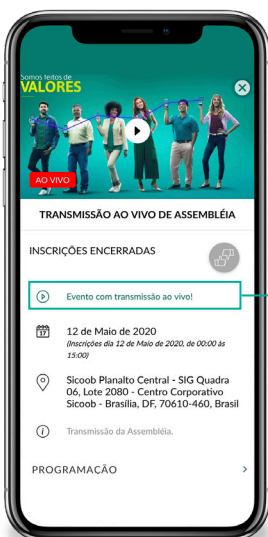 Somos feitos de
VALORES
AO VIVO
TRANSMISSÃO AO VIVO DE ASSEMBLÉIA
INSCRIÇÕES ENCERRADAS
Evento com transmissão ao vivo!
17
12 de Maio de 2020
(Inscrições dia 12 de Maio de 2020, de 00:00 às
15:00)
Sicoob Planalto Central - SIG Quadra
06, Lote 2080 - Centro Corporativo
Sicoob - Brasília, DF, 70610-460, Brasil
Transmissão da Assembléia.
PROGRAMAÇÃO